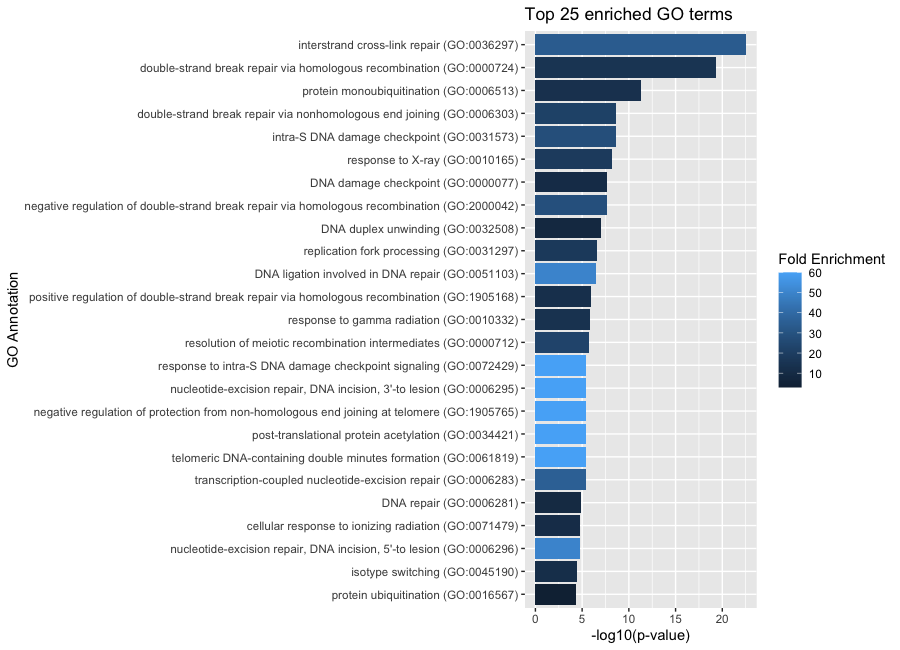 Top 25 enriched GO terms
GO Annotation
interstrand cross-link repair (GO:0036297)
double-strand break repair via homologous recombination (GO:0000724)
protein monoubiquitination (GO:0006513)
double-strand break repair via nonhomologous end joining (GO:0006303)
intra-S DNA damage checkpoint (GO:0031573)
response to X-ray (GO:0010165)
DNA damage checkpoint (GO:0000077)
negative regulation of double-strand break repair via homologous recombination (GO:2000042)
DNA duplex unwinding (GO:0032508)
replication fork processing (GO:0031297)
DNA ligation involved in DNA repair (GO:0051103)
positive regulation of double-strand break repair via homologous recombination (GO:1905168)
response to gamma radiation (GO:0010332)
resolution of meiotic recombination intermediates (GO:0000712)
response to intra-S DNA damage checkpoint signaling (GO:0072429)
nucleotide-excision repair, DNA incision, 3'-to lesion (GO:0006295)
negative regulation of protection from non-homologous end joining at telomere (GO:1905765)
post-translational protein acetylation (GO:0034421)
telomeric DNA-containing double minutes formation (GO:0061819)
transcription-coupled nucleotide-excision repair (GO:0006283)
DNA repair (GO:0006281)
cellular response to ionizing radiation (GO:0071479)
nucleotide-excision repair, DNA incision, 5'-to lesion (GO:0006296)
isotype switching (GO:0045190)
protein ubiquitination (GO:0016567)
0 5 10 15 20
-log10(p-value)
Fold Enrichment
60
50
40
30
20
10